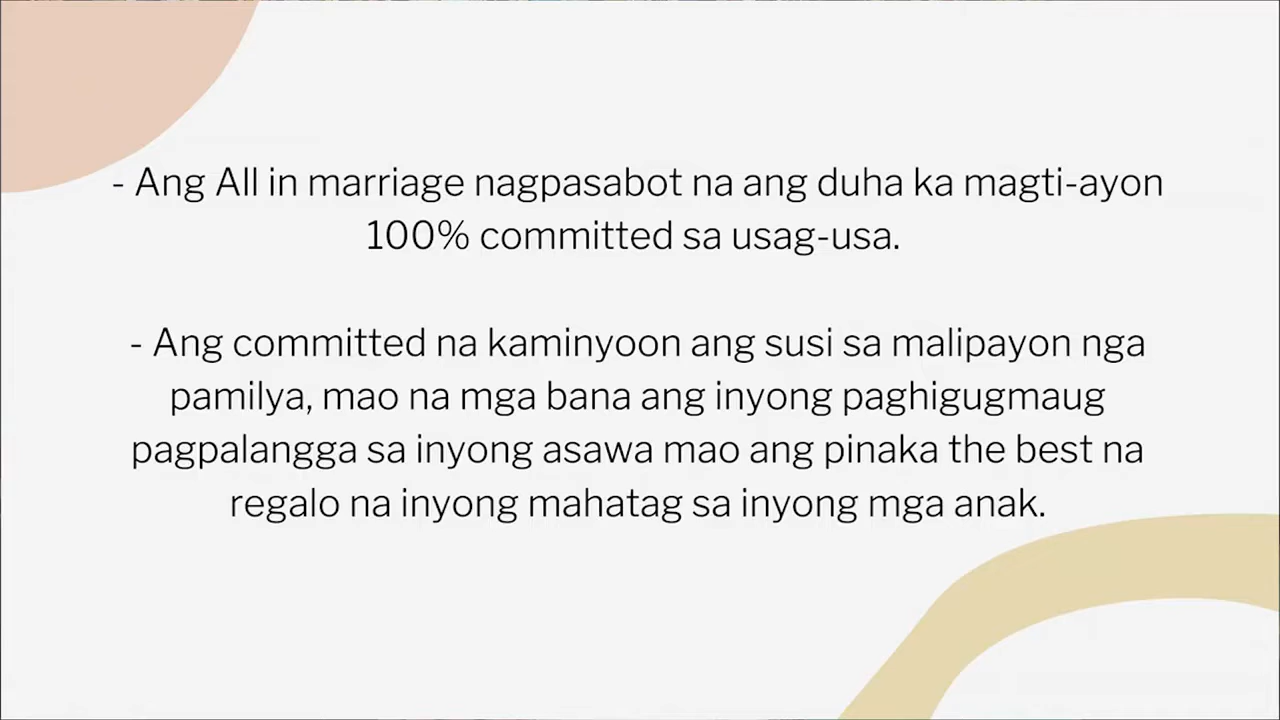 - Ang All in marriage nagpasabot na ang duha ka magti-ayon
100% committed sa usag-usa.
- Ang committed na kaminyoon ang susi sa malipayon nga
pamilya, mao na mga bana ang inyong paghigugmaug
pagpalangga sa inyong asawa mao ang pinaka the best na
regalo na inyong mahatag sa inyong mga anak.